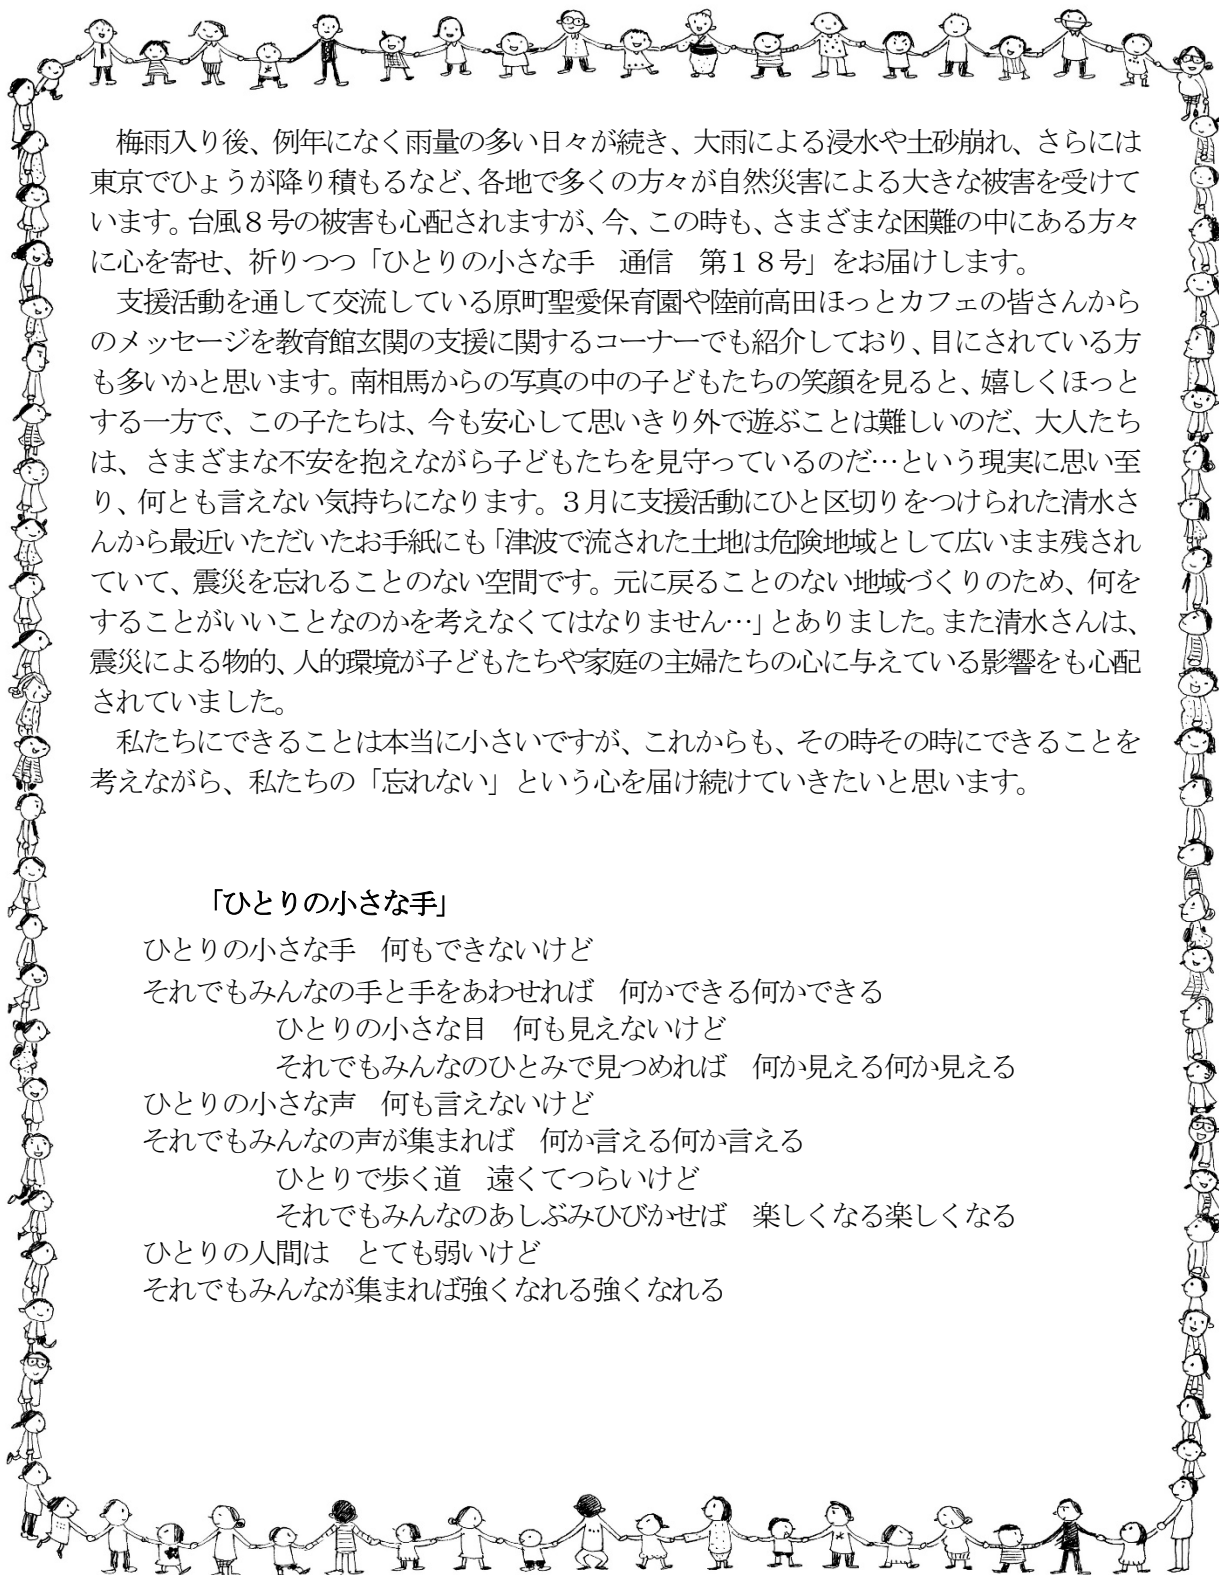 梅雨入り後、例年になく雨量の多い日々が続き、大雨による浸水や土砂崩れ、さらには
東京でひょうが降り積もるなど、各地で多くの方々が自然災害による大きな被害を受けて
います。台風８号の被害も心配されますが、今、この時も、さまざまな困難の中にある方々
に心を寄せ、祈りつつ「ひとりの小さな手　通信　第１８号」をお届けします。
　支援活動を通して交流している原町聖愛保育園や陸前高田ほっとカフェの皆さんから
のメッセージを教育館玄関の支援に関するコーナーでも紹介しており、目にされている方
も多いかと思います。南相馬からの写真の中の子どもたちの笑顔を見ると、嬉しくほっと
する一方で、この子たちは、今も安心して思いきり外で遊ぶことは難しいのだ、大人たち
は、さまざまな不安を抱えながら子どもたちを見守っているのだ…という現実に思い至
り、何とも言えない気持ちになります。３月に支援活動にひと区切りをつけられた清水さ
んから最近いただいたお手紙にも「津波で流された土地は危険地域として広いまま残され
ていて、震災を忘れることのない空間です。元に戻ることのない地域づくりのため、何を
することがいいことなのかを考えなくてはなりません…」とありました。また清水さんは、
震災による物的、人的環境が子どもたちや家庭の主婦たちの心に与えている影響をも心配
されていました。
　私たちにできることは本当に小さいですが、これからも、その時その時にできることを
考えながら、私たちの「忘れない」という心を届け続けていきたいと思います。
「ひとりの小さな手」
ひとりの小さな手　何もできないけど
それでもみんなの手と手をあわせれば　何かできる何かできる
ひとりの小さな目　何も見えないけど
それでもみんなのひとみで見つめれば　何か見える何か見える
ひとりの小さな声　何も言えないけど
それでもみんなの声が集まれば　何か言える何か言える
ひとりで歩く道　遠くてつらいけど
それでもみんなのあしぶみひびかせば　楽しくなる楽しくなる
ひとりの人間は　とても弱いけど
それでもみんなが集まれば強くなれる強くなれる